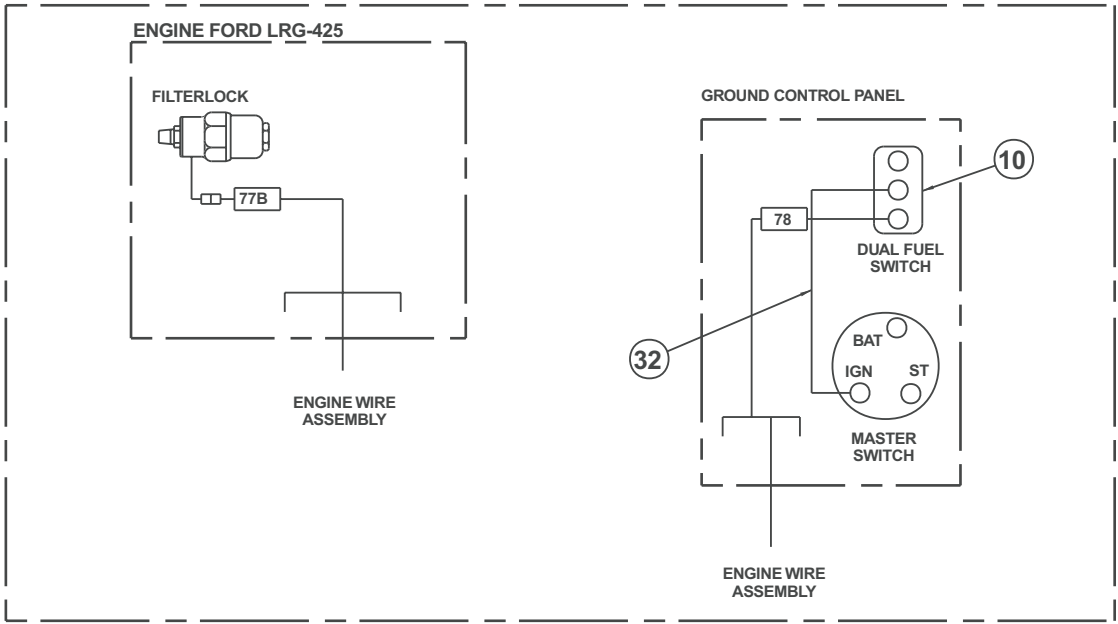 ENGINE FORD LRG-425
FILTERLOCK
77B
ENGINE WIRE
ASSEMBLY
GROUND CONTROL PANEL
10
78
DUAL FUEL
SWITCH
32
BAT
IGN
ST
MASTER
SWITCH
ENGINE WIRE
ASSEMBLY